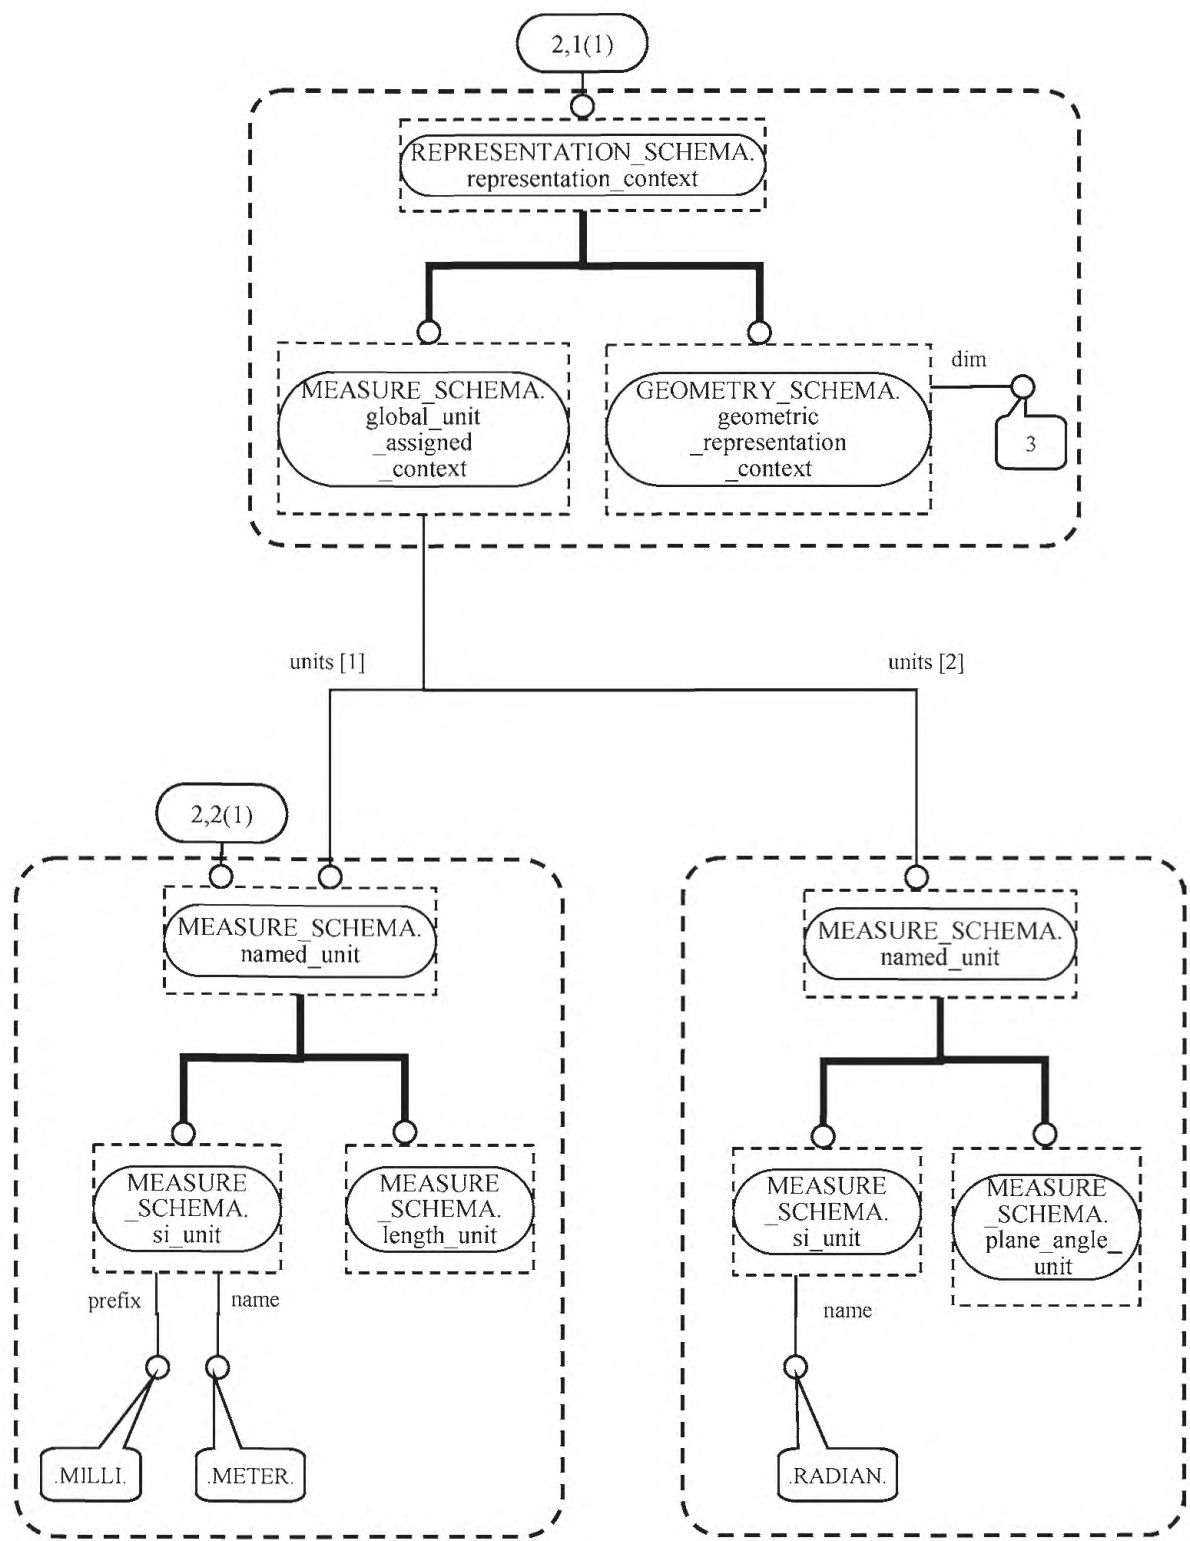 2,1(1)
REPRESENTATION_SCHEMA.
representation_context
MEASURE_SCHEMA.
global_unit
_assigned
_context
GEOMETRY_SCHEMA.
geometric
_representation
_context
dim
3
units [1]
units [2]
2,2(1)
MEASURE_SCHEMA.
named_unit
MEASURE_SCHEMA.
named_unit
MEASURE
_SCHEMA.
si_unit
MEASURE
_SCHEMA.
length_unit
MEASURE
_SCHEMA.
si_unit
MEASURE
_SCHEMA.
plane_angle_
unit
prefix
name
name
.MILLI.
.METER.
.RADIAN.